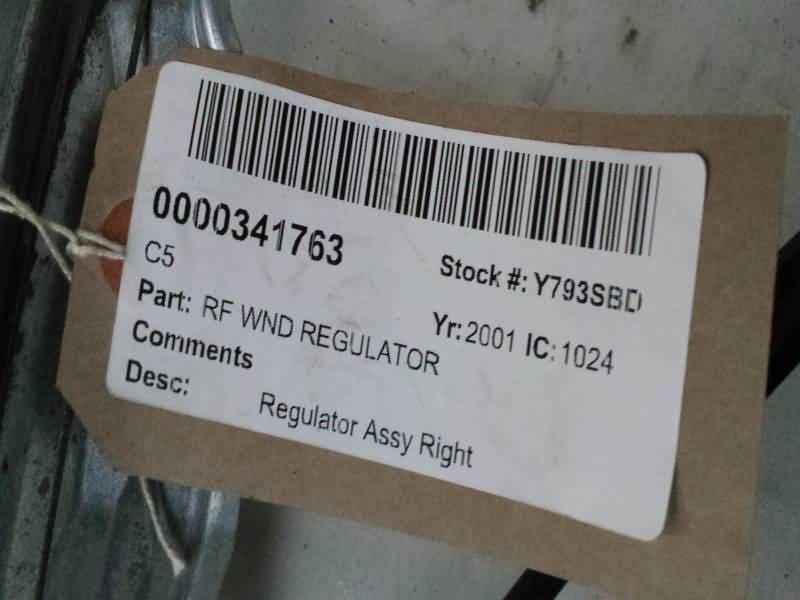 0000341763
C5
Stock #: Y793SBD
Part: RF WND REGULATOR
Yr: 2001 IC: 1024
Comments
Desc:
Regulator Assy Right